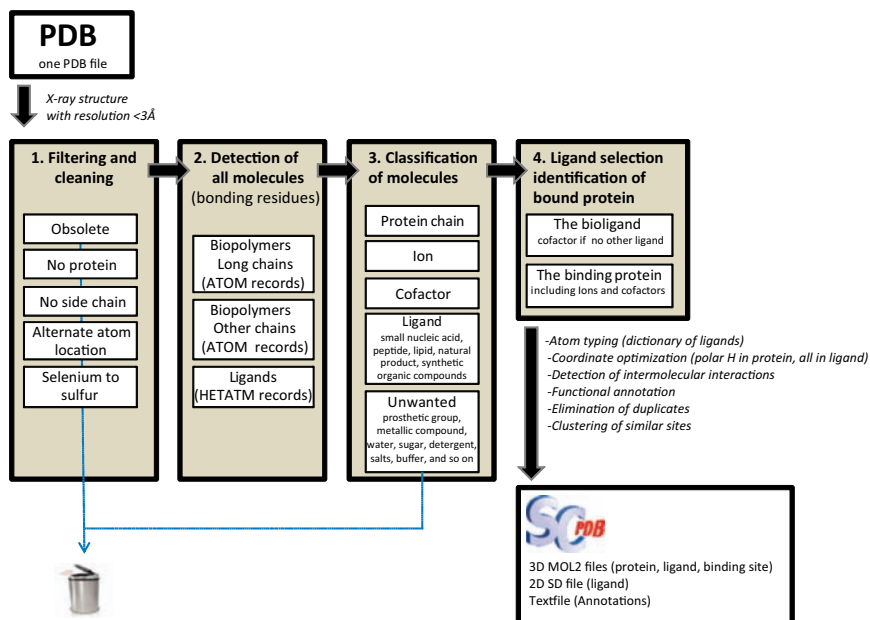 PDB
one PDB file
X-ray structure
with resolution <3Å
1. Filtering and
cleaning
Obsolete
No protein
No side chain
Alternate atom
location
Selenium to
sulfur
2. Detection of
all molecules
(bonding residues)
Biopolymers
Long chains
(ATOM records)
Biopolymers
Other chains
(ATOM records)
Ligands
(HETATM records)
3. Classification
of molecules
Protein chain
Ion
Cofactor
Ligand
small nucleic acid,
peptide, lipid, natural
product, synthetic
organic compounds
Unwanted
prosthetic group,
metallic compound,
water, sugar, detergent,
salts, buffer, and so on
4. Ligand selection
identification of
bound protein
The bioligand
cofactor if no other ligand
The binding protein
including Ions and cofactors
-Atom typing (dictionary of ligands)
-Coordinate optimization (polar H in protein, all in ligand)
-Detection of intermolecular interactions
-Functional annotation
-Elimination of duplicates
-Clustering of similar sites
SC PDB
3D MOL2 files (protein, ligand, binding site)
2D SD file (ligand)
Textfile (Annotations)